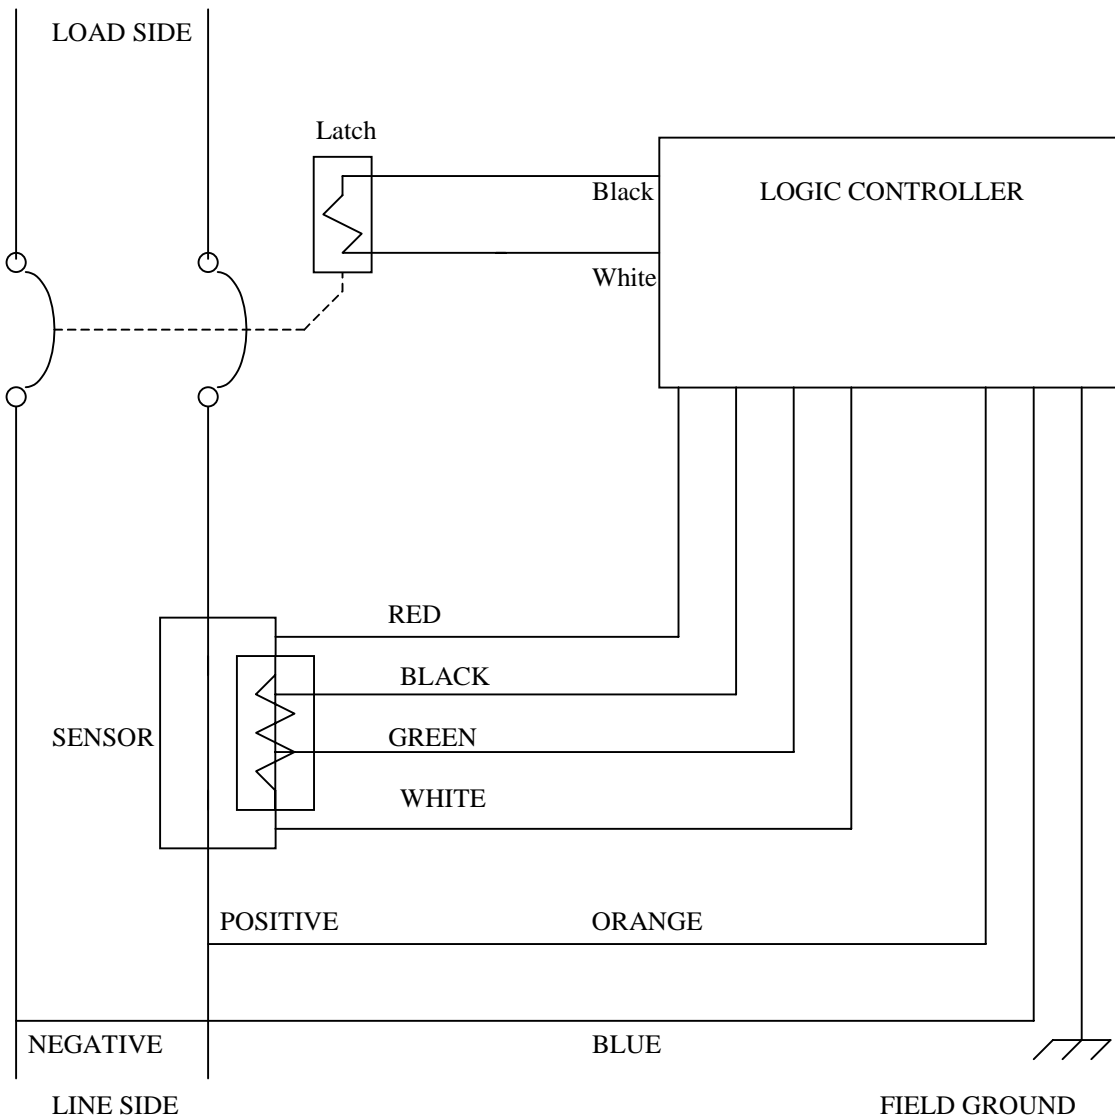 LOAD SIDE
Latch
Black
LOGIC CONTROLLER
White
RED
BLACK
SENSOR
GREEN
WHITE
POSITIVE
ORANGE
NEGATIVE
BLUE
LINE SIDE
FIELD GROUND